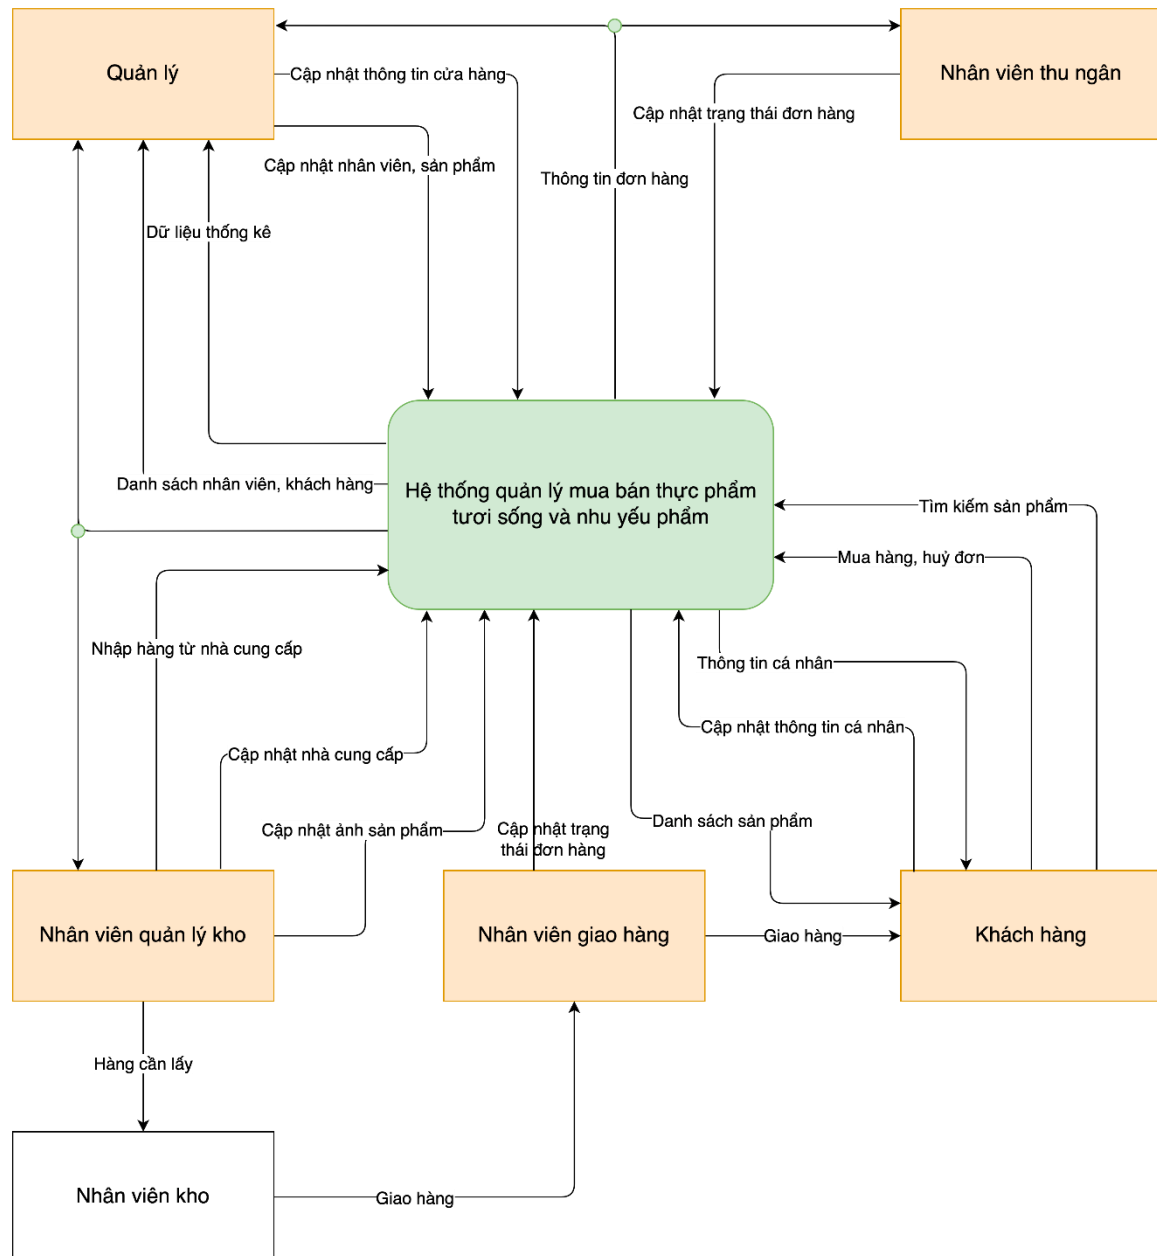 Quản lý
Nhân viên thu ngân
Cập nhật thông tin cửa hàng
Cập nhật trạng thái đơn hàng
Cập nhật nhân viên, sản phẩm
Thông tin đơn hàng
Dữ liệu thống kê
Danh sách nhân viên, khách hàng
Hệ thống quản lý mua bán thực phẩm
tươi sống và nhu yếu phẩm
Tìm kiếm sản phẩm
Mua hàng, huỷ đơn
Nhập hàng từ nhà cung cấp
Thông tin cá nhân
Cập nhật thông tin cá nhân
Cập nhật nhà cung cấp
Cập nhật ảnh sản phẩm
Cập nhật trạng
thái đơn hàng
Danh sách sản phẩm
Nhân viên quản lý kho
Nhân viên giao hàng
Giao hàng
Khách hàng
Hàng cần lấy
Nhân viên kho
Giao hàng